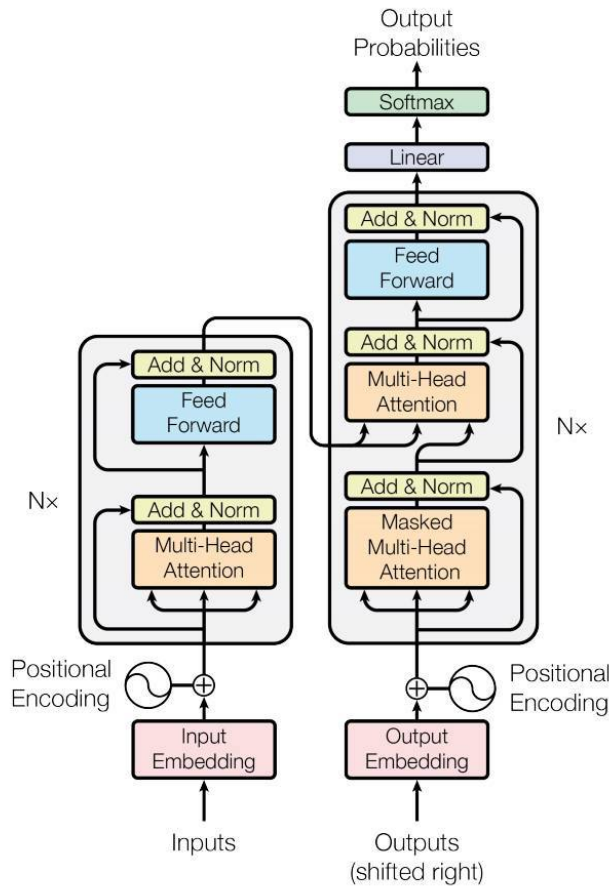 Output
Probabilities
Softmax
Linear
Add & Norm
Feed
Forward
Add & Norm
Multi-Head
Attention
Add & Norm
Masked
Multi-Head
Attention
Nx
Add & Norm
Feed
Forward
Add & Norm
Multi-Head
Attention
N×
Positional
Encoding
Positional
Encoding
Input
Embedding
Output
Embedding
Inputs
Outputs
(shifted right)